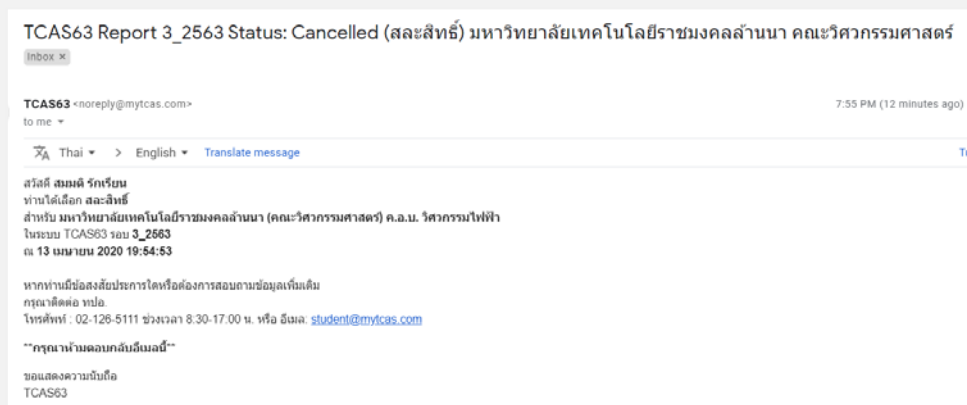 TCAS63 Report 3_2563 Status: Cancelled (สละสิทธิ์) มหาวิทยาลัยเทคโนโลยีราชมงคลล้านนา คณะวิศวกรรมศาสตร์
Inbox ×
TCAS63 <noreply@mytcas.com> 7:55 PM (12 minutes ago)
to me
Thai > English Translate message
สวัสดี สมมติ รักเรียน
ท่านได้เลือก สละสิทธิ์
สำหรับ มหาวิทยาลัยเทคโนโลยีราชมงคลล้านนา (คณะวิศวกรรมศาสตร์) ค.อ.บ. วิศวกรรมไฟฟ้า
ในระบบ TCAS63 รอบ 3_2563
ณ 13 เมษายน 2020 19:54:53
หากท่านมีข้อสงสัยประการใดหรือต้องการสอบถามข้อมูลเพิ่มเติม
กรุณาติดต่อ ทปอ.
โทรศัพท์ : 02-126-5111 ช่วงเวลา 8:30-17:00 น. หรือ อีเมล: student@mytcas.com
**กรุณาห้ามตอบกลับอีเมลนี้**
ขอแสดงความนับถือ
TCAS63